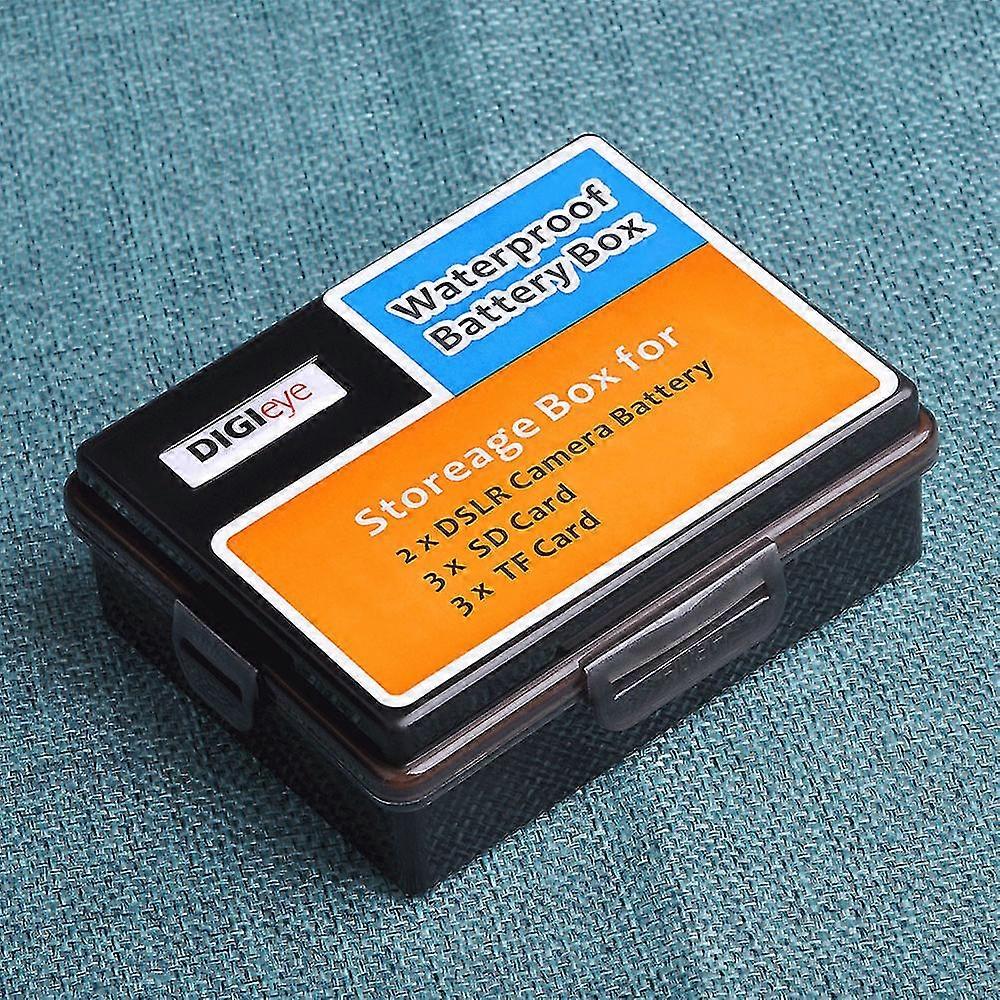 Waterproof
Battery Box
DIGIeye
Storeage Box for
2 x DSLR Camera Battery
3 x SD Card
3 x TF Card